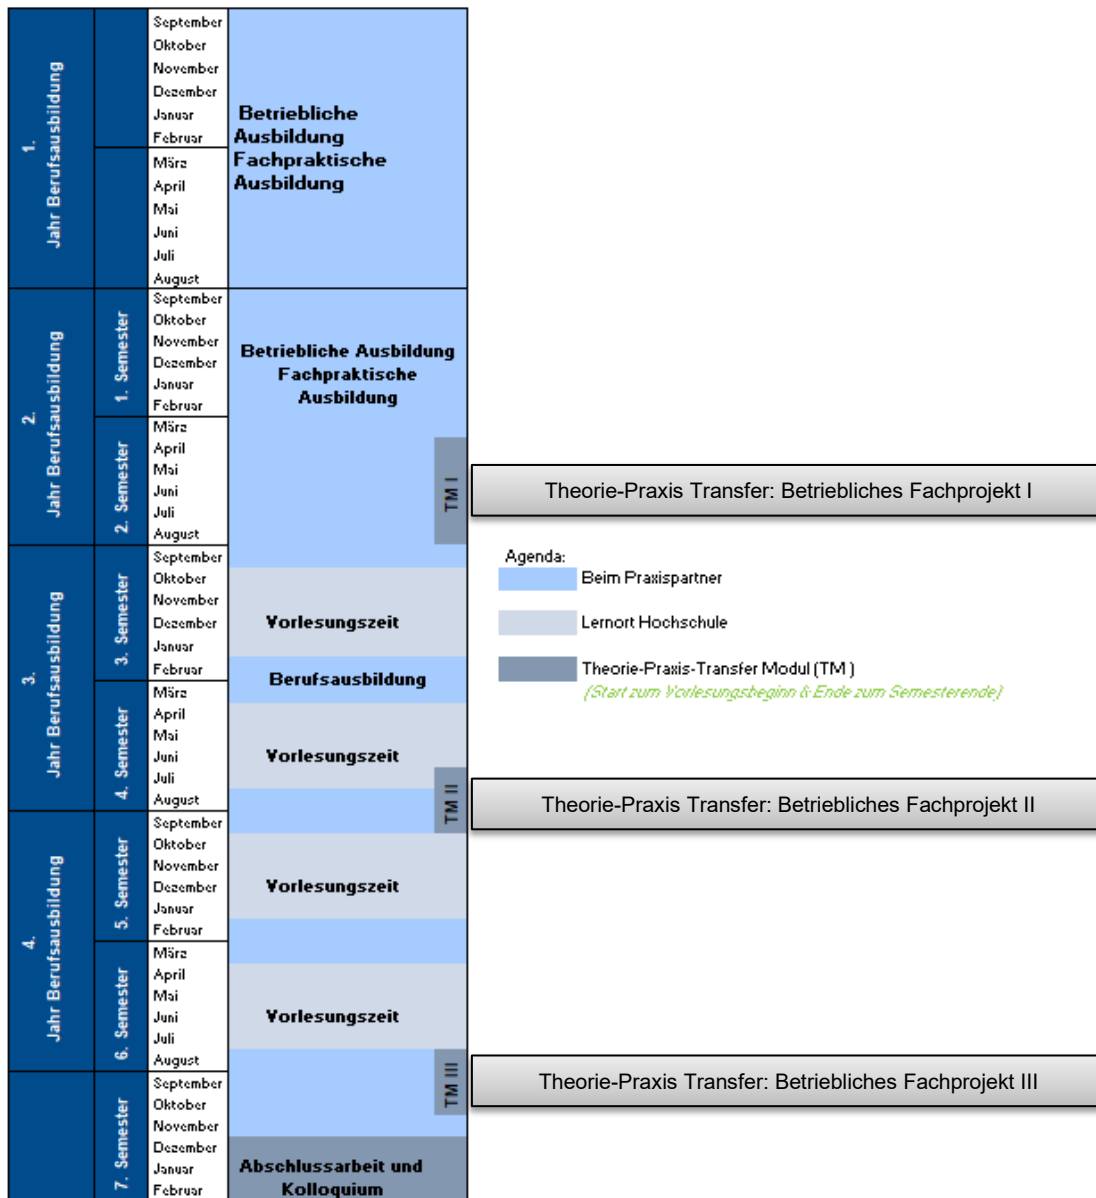 1.
Jahr Berufsausbildung
September
Oktober
November
Dezember
Januar
Februar
März
April
Mai
Juni
Juli
August
Betriebliche
Ausbildung
Fachpraktische
Ausbildung
2.
Jahr Berufsausbildung
1. Semester
September
Oktober
November
Dezember
Januar
Februar
Betriebliche Ausbildung
Fachpraktische
Ausbildung
2. Semester
März
April
Mai
Juni
Juli
August
TM I
Theorie-Praxis Transfer: Betriebliches Fachprojekt I
Agenda:
Beim Praxispartner
Lernort Hochschule
Theorie-Praxis-Transfer Modul (TM )
(Start zum Vorlesungsbeginn & Ende zum Semesterende)
3.
Jahr Berufsausbildung
3. Semester
September
Oktober
November
Dezember
Januar
Februar
Vorlesungszeit
Berufsausbildung
4. Semester
März
April
Mai
Juni
Juli
August
Vorlesungszeit
TM II
Theorie-Praxis Transfer: Betriebliches Fachprojekt II
4.
Jahr Berufsausbildung
5. Semester
September
Oktober
November
Dezember
Januar
Februar
Vorlesungszeit
6. Semester
März
April
Mai
Juni
Juli
August
Vorlesungszeit
TM III
Theorie-Praxis Transfer: Betriebliches Fachprojekt III
7. Semester
September
Oktober
November
Dezember
Januar
Februar
Abschlussarbeit und
Kolloquium